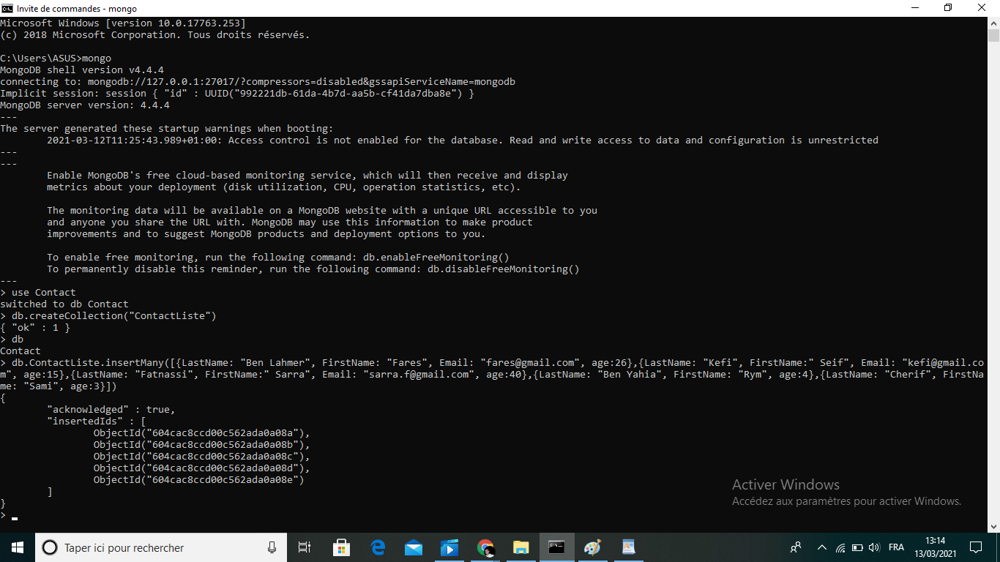 Invite de commandes - mongo
Microsoft Windows [version 10.0.17763.253]
(c) 2018 Microsoft Corporation. Tous droits réservés.
C:\Users\ASUS>mongo
MongoDB shell version v4.4.4
connecting to: mongodb://127.0.0.1:27017/?compressors=disabled&gssapiServiceName=mongodb
Implicit session: session { "id" : UUID("992221db-61da-4b7d-aa5b-cf41da7dba8e") }
MongoDB server version: 4.4.4
---
The server generated these startup warnings when booting:
        2021-03-12T11:25:43.989+01:00: Access control is not enabled for the database. Read and write access to data and configuration is unrestricted
---
---
        Enable MongoDB's free cloud-based monitoring service, which will then receive and display
        metrics about your deployment (disk utilization, CPU, operation statistics, etc).
        The monitoring data will be available on a MongoDB website with a unique URL accessible to you
        and anyone you share the URL with. MongoDB may use this information to make product
        improvements and to suggest MongoDB products and deployment options to you.
        To enable free monitoring, run the following command: db.enableFreeMonitoring()
        To permanently disable this reminder, run the following command: db.disableFreeMonitoring()
---
> use Contact
switched to db Contact
> db.createCollection("ContactListe")
{ "ok" : 1 }
> db
Contact
> db.ContactListe.insertMany([{LastName: "Ben Lahmer", FirstName: "Fares", Email: "fares@gmail.com", age:26},{LastName: "Kefi", FirstName:" Seif", Email: "kefi@gmail.co
m", age:15},{LastName: "Fatnassi", FirstName:" Sarra", Email: "sarra.f@gmail.com", age:40},{LastName: "Ben Yahia", FirstName: "Rym", age:4},{LastName: "Cherif", FirstNa
me: "Sami", age:3}])
{
        "acknowledged" : true,
        "insertedIds" : [
                ObjectId("604cac8ccd00c562ada0a08a"),
                ObjectId("604cac8ccd00c562ada0a08b"),
                ObjectId("604cac8ccd00c562ada0a08c"),
                ObjectId("604cac8ccd00c562ada0a08d"),
                ObjectId("604cac8ccd00c562ada0a08e")
        ]
}
>
Activer Windows
Accédez aux paramètres pour activer Windows.
Taper ici pour rechercher
FRA
13:14
13/03/2021